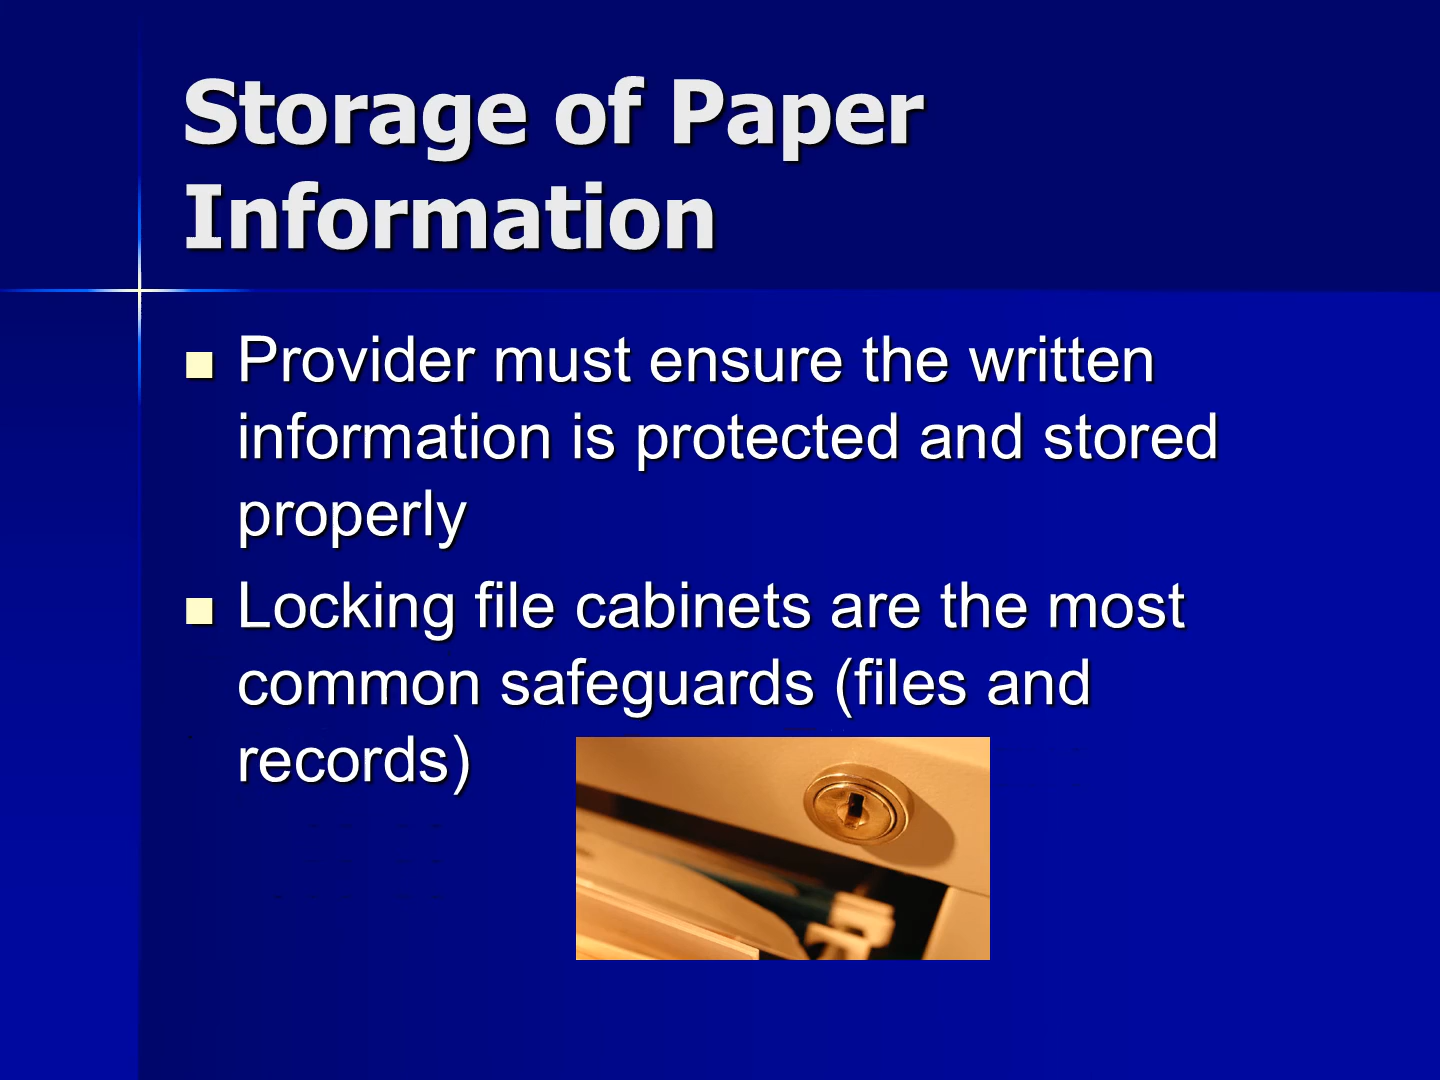 Storage of Paper
Information
Provider must ensure the written
information is protected and stored
properly
Locking file cabinets are the most
common safeguards (files and
records)